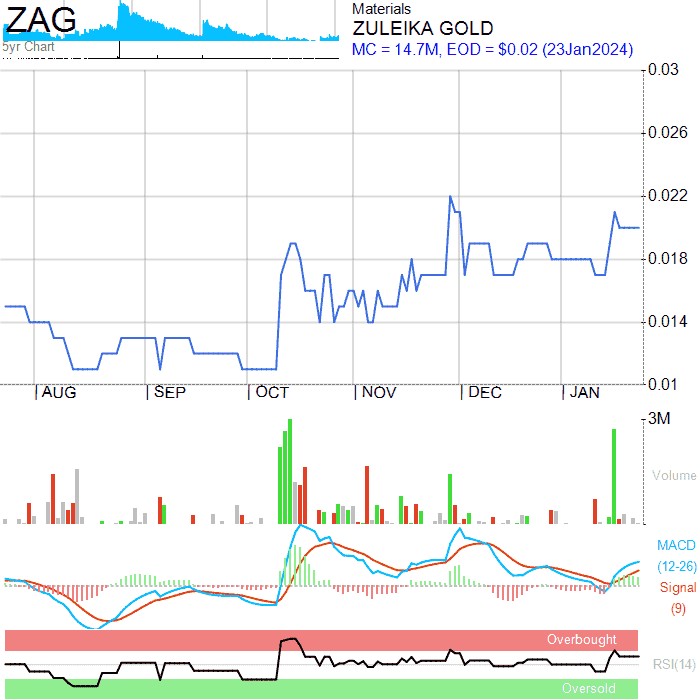 ZAG
5yr Chart
Materials
ZULEIKA GOLD
MC = 14.7M, EOD = $0.02 (23Jan2024)
0.03
0.026
0.022
0.018
0.014
0.01
AUG SEP OCT NOV DEC JAN
3M
Volume
MACD
(12-26)
Signal
(9)
Overbought
RSI(14)
Oversold